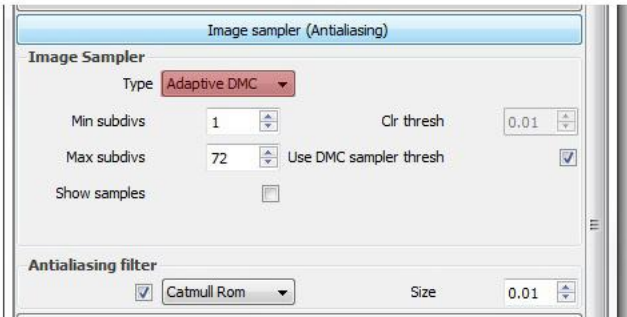 Image sampler (Antialiasing)
Image Sampler
Type Adaptive DMC
Min subdivs 1 Clr thresh 0.01
Max subdivs 72 Use DMC sampler thresh
Show samples
Antialiasing filter
Catmull Rom Size 0.01